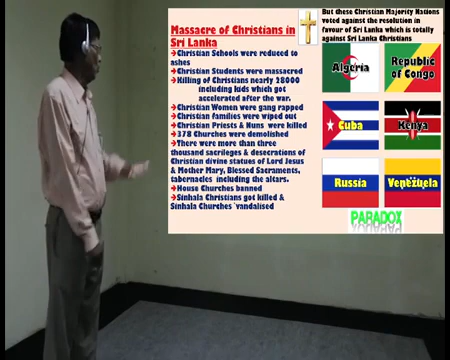 Massacre of Christians in
Sri Lanka
→Christian Schools were reduced to
ashes
→Christian Students were massacred
→Killing of Christians nearly 28000
including kids which got
accelerated after the war.
→Christian Women were gang rapped
→Christian families were wiped out
→Christian Priests & Nuns were killed
→378 Churches were demolished
→There were more than three
thousand sacrileges & desecrations of
Christian divine statues of Lord Jesus
& Mother Mary, Blessed Sacraments,
tabernacles including the altars.
→House Churches banned
→Sinhala Christians got killed &
Sinhala Churches 'vandalised
But these Christian Majority Nations
voted against the resolution in
favour of Sri Lanka which is totally
against Sri Lanka Christians
Algeria
Republic
of Congo
Cuba
Kenya
Russia
Venezuela
PARADOX